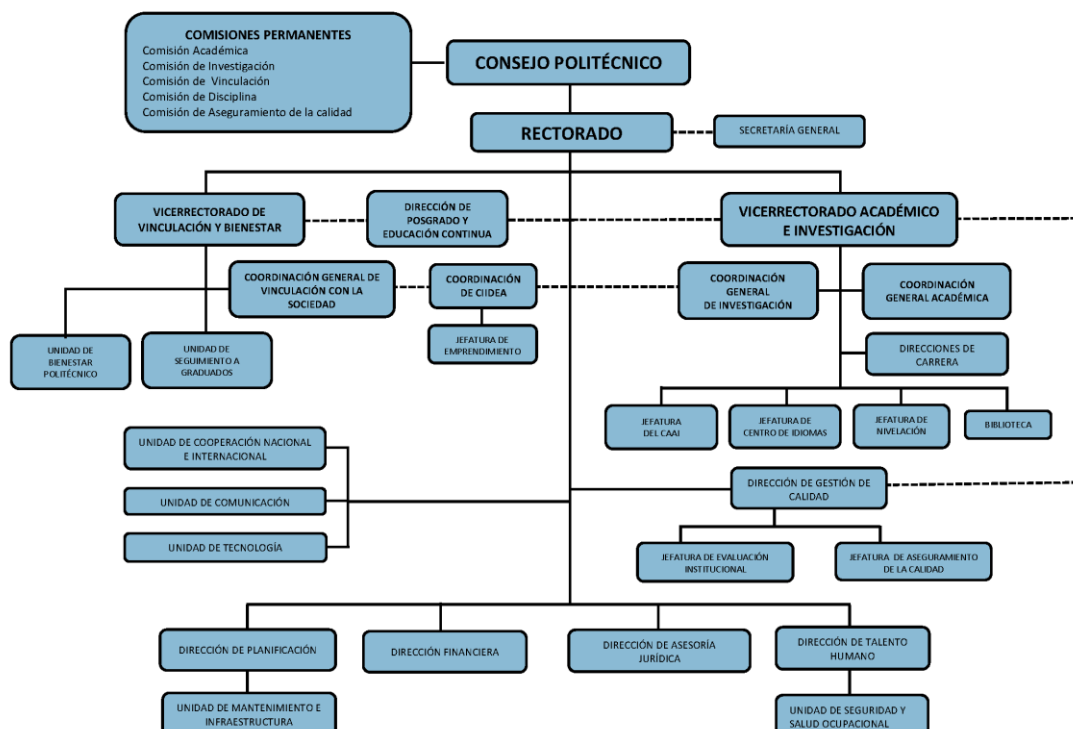 COMISIONES PERMANENTES
Comisión Académica
Comisión de Investigación
Comisión de Vinculación
Comisión de Disciplina
Comisión de Aseguramiento de la calidad
CONSEJO POLITÉCNICO
RECTORADO
SECRETARÍA GENERAL
VICERRECTORADO DE
VINCULACIÓN Y BIENESTAR
DIRECCIÓN DE
POSGRADO Y
EDUCACIÓN CONTINUA
VICERRECTORADO ACADÉMICO
E INVESTIGACIÓN
COORDINACIÓN GENERAL DE
VINCULACIÓN CON LA
SOCIEDAD
COORDINACIÓN
DE CIIDEA
COORDINACIÓN
GENERAL
DE INVESTIGACIÓN
COORDINACIÓN
GENERAL ACADÉMICA
UNIDAD DE
BIENESTAR
POLITÉCNICO
UNIDAD DE
SEGUIMIENTO A
GRADUADOS
JEFATURA DE
EMPRENDIMIENTO
DIRECCIONES DE
CARRERA
JEFATURA
DEL CAAI
JEFATURA DE
CENTRO DE IDIOMAS
JEFATURA DE
NIVELACIÓN
BIBLIOTECA
UNIDAD DE COOPERACIÓN NACIONAL
E INTERNACIONAL
UNIDAD DE COMUNICACIÓN
UNIDAD DE TECNOLOGÍA
DIRECCIÓN DE GESTIÓN DE
CALIDAD
JEFATURA DE EVALUACIÓN
INSTITUCIONAL
JEFATURA DE ASEGURAMIENTO
DE LA CALIDAD
DIRECCIÓN DE PLANIFICACIÓN
DIRECCIÓN FINANCIERA
DIRECCIÓN DE ASESORÍA
JURÍDICA
DIRECCIÓN DE TALENTO
HUMANO
UNIDAD DE MANTENIMIENTO E
INFRAESTRUCTURA
UNIDAD DE SEGURIDAD Y
SALUD OCUPACIONAL